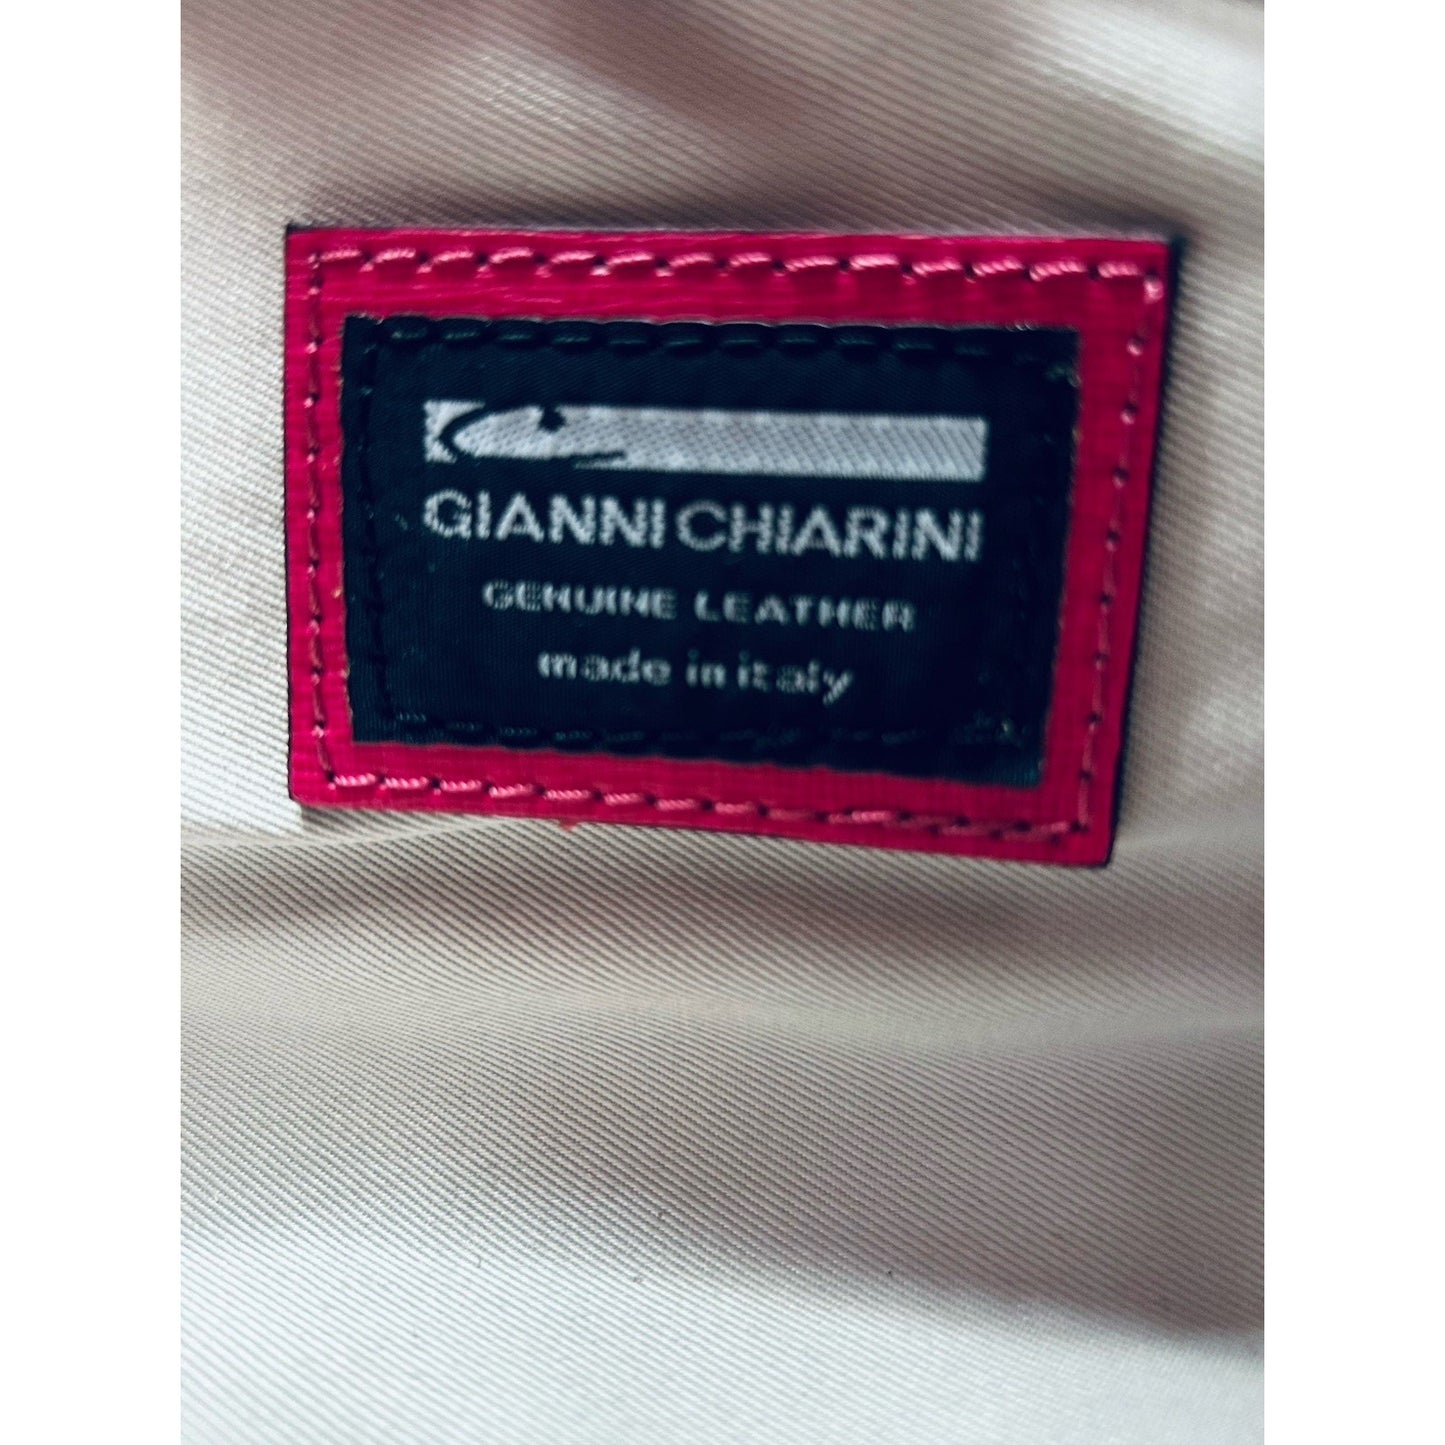 GIANNI CHIARINI
GENUINE LEATHER
made in italy